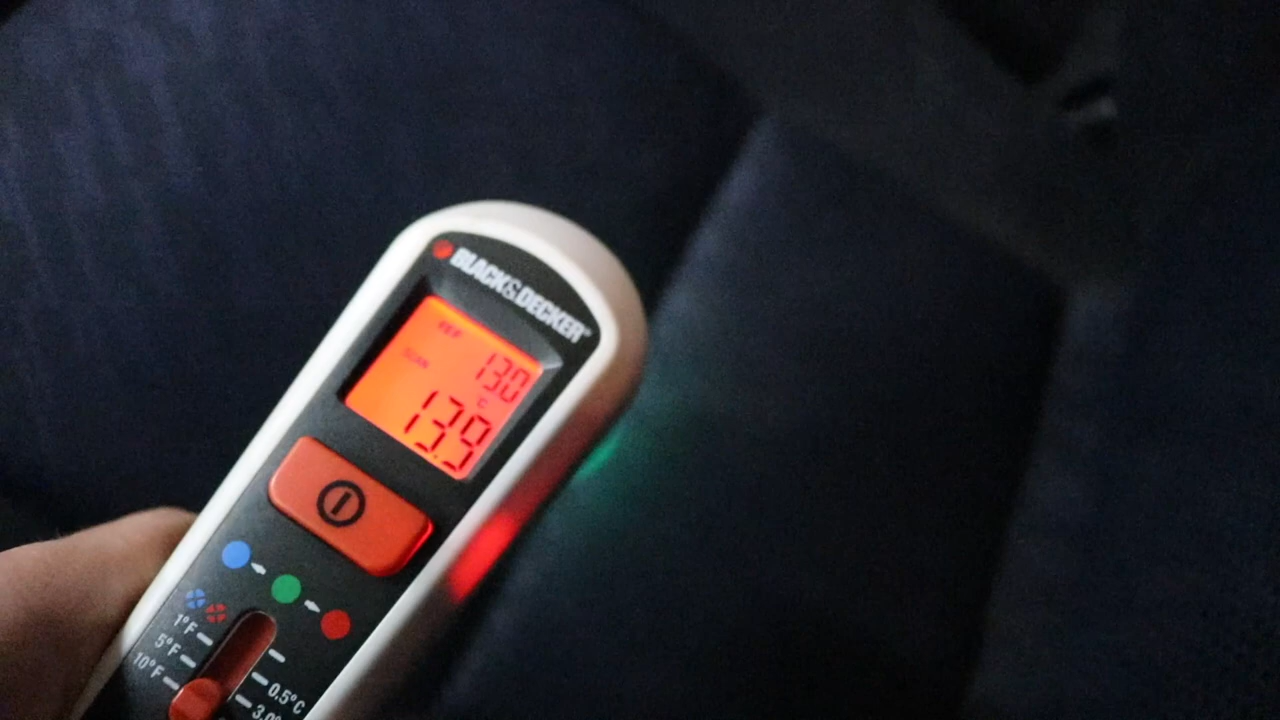 BLACK&DECKER
REF
13.0
SCAN
°C
13.9
1°F
5°F
10°F
0.5°C
3.0°